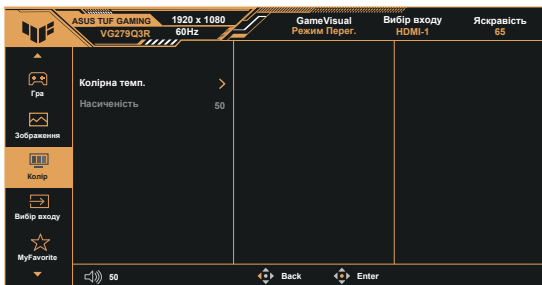 ASUS TUF GAMING 1920 x 1080 GameVisual Вибір входу Яскравість
VG279Q3R 60Hz Режим Перег. HDMI-1 65
Гра
Колірна темп.
Насиченість 50
Зображення
Колір
Вибір входу
MyFavorite
50 Back Enter